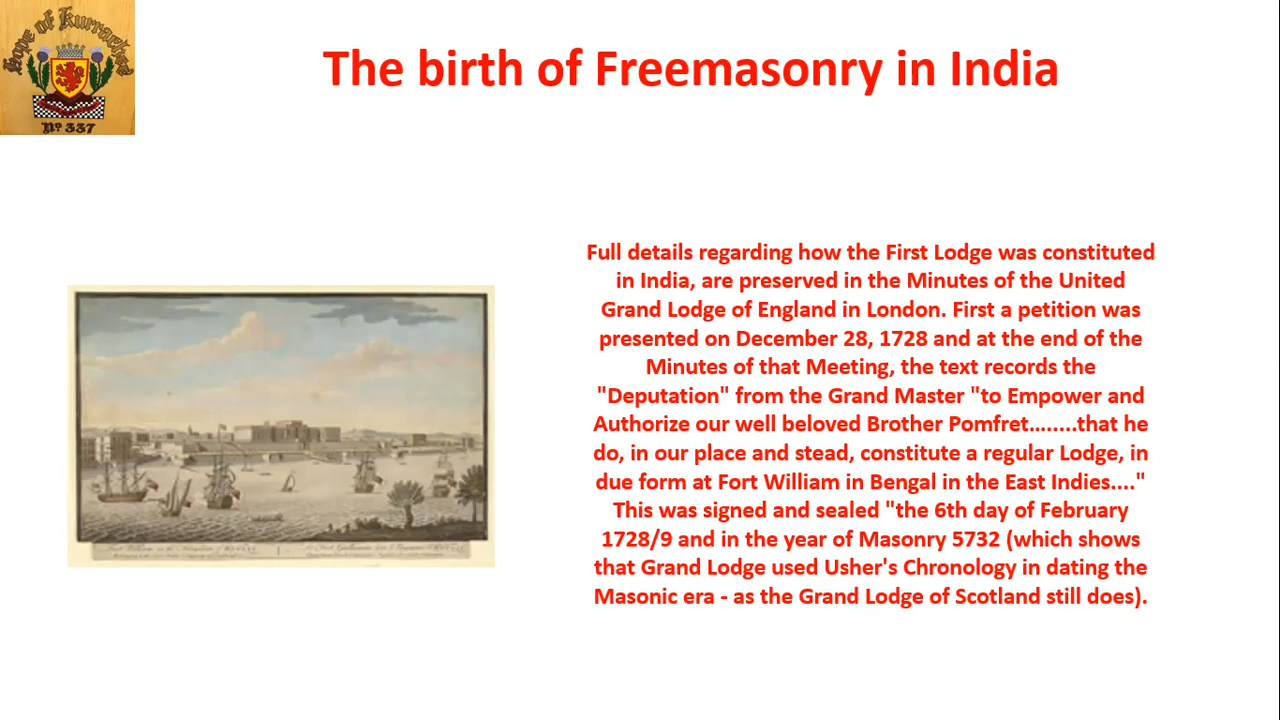 Hope of Kurrachee
No 337
The birth of Freemasonry in India
Full details regarding how the First Lodge was constituted
in India, are preserved in the Minutes of the United
Grand Lodge of England in London. First a petition was
presented on December 28, 1728 and at the end of the
Minutes of that Meeting, the text records the
"Deputation" from the Grand Master "to Empower and
Authorize our well beloved Brother Pomfret........that he
do, in our place and stead, constitute a regular Lodge, in
due form at Fort William in Bengal in the East Indies...."
This was signed and sealed "the 6th day of February
1728/9 and in the year of Masonry 5732 (which shows
that Grand Lodge used Usher's Chronology in dating the
Masonic era - as the Grand Lodge of Scotland still does).
Fort William in the Kingdom of